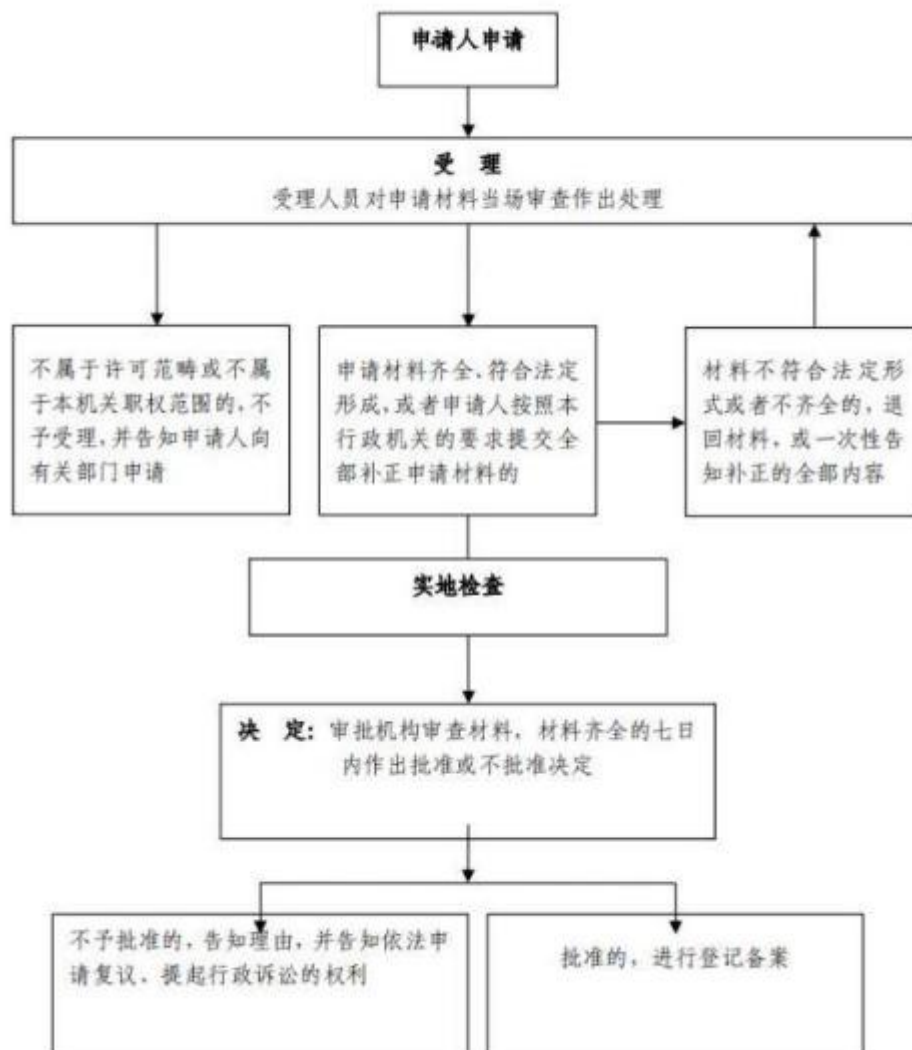 申请人申请
受 理
受理人员对申请材料当场审查作出处理
不属于许可范畴或不属
于本机关职权范围的，不
予受理，并告知申请人向
有关部门申请
申请材料齐全、符合法定
形成，或者申请人按照本
行政机关的要求提交全
部补正申请材料的
材料不符合法定形
式或者不齐全的，退
回材料，或一次性告
知补正的全部内容
实地检查
决 定：审批机构审查材料，材料齐全的七日
内作出批准或不批准决定
不予批准的，告知理由，并告知依法申
请复议、提起行政诉讼的权利
批准的，进行登记备案